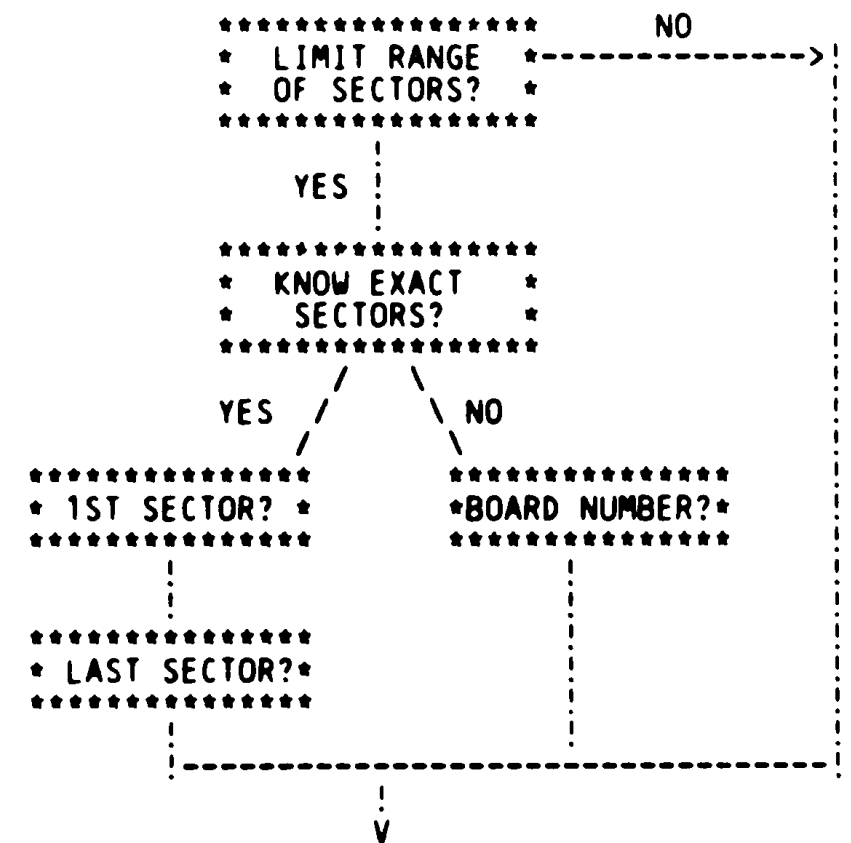 NO
LIMIT RANGE
OF SECTORS?
YES
KNOW EXACT
SECTORS?
YES
NO
1ST SECTOR?
BOARD NUMBER?
LAST SECTOR?
V